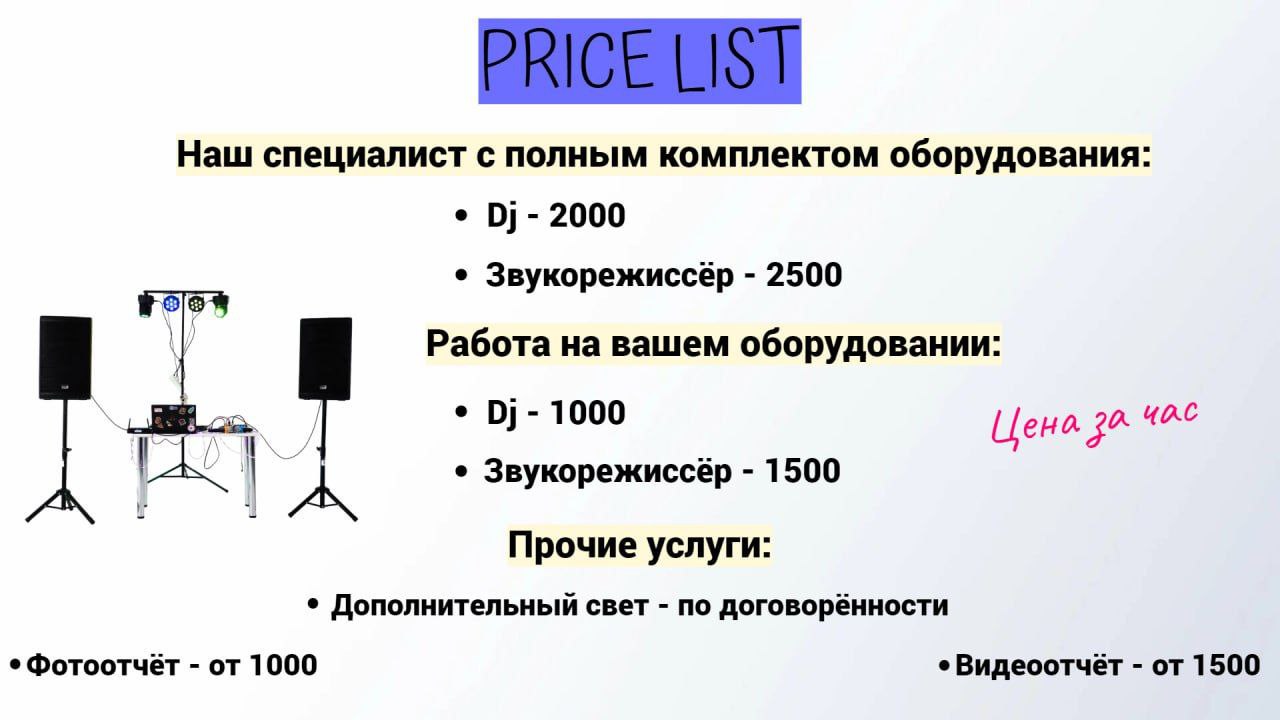 PRICE LIST
Наш специалист с полным комплектом оборудования:
• Dj - 2000
• Звукорежиссёр - 2500
Работа на вашем оборудовании:
• Dj - 1000
• Звукорежиссёр - 1500
Цена за час
Прочие услуги:
• Дополнительный свет - по договорённости
• Фотоотчёт - от 1000
• Видеоотчёт - от 1500